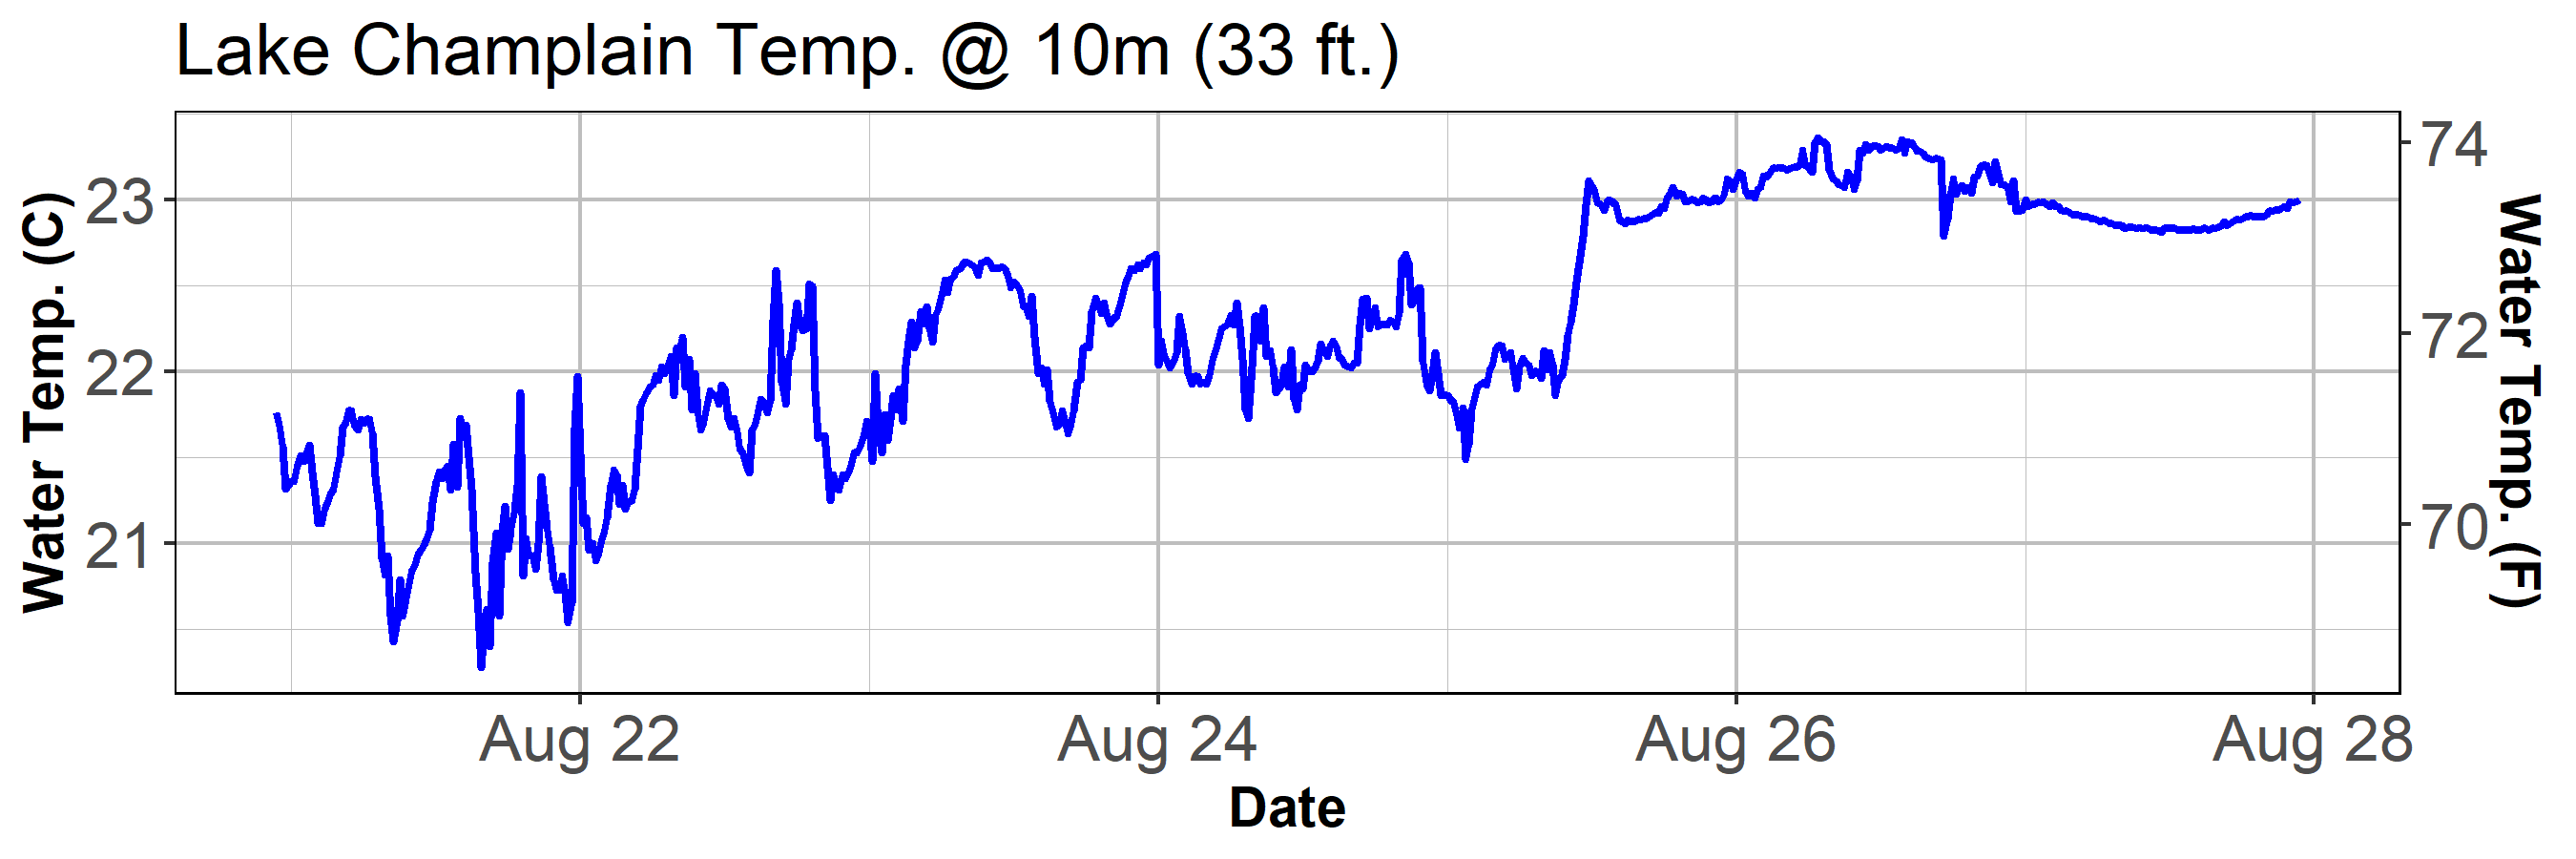 Lake Champlain Temp. @ 10m (33 ft.)
Water Temp. (C)
23
22
21
74
72
70
Water Temp. (F)
Aug 22
Aug 24
Aug 26
Aug 28
Date